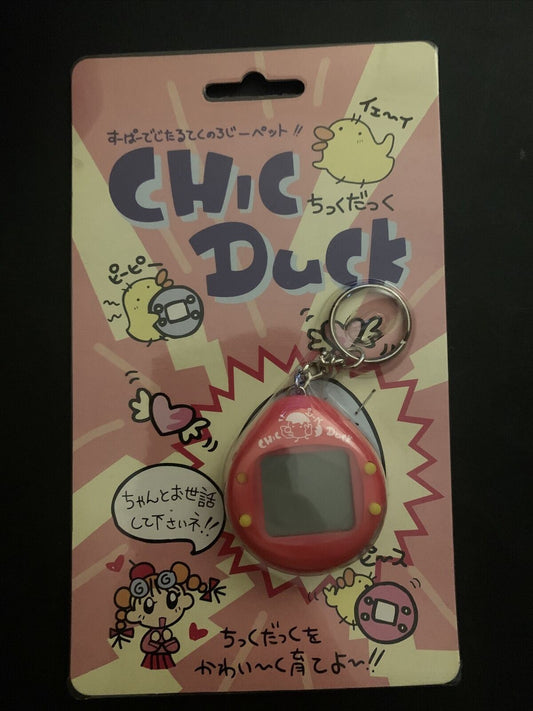 すーぱーでじたるてくのろじーペット!!
イェ〜イ
CHIC
ちっくだっく
Duck
ピーピー
CHIC Duck
ちゃんとお世話
して下さいネ!!
ピ〜ス
ちっくだっくを
かわい〜く育てよ〜!!